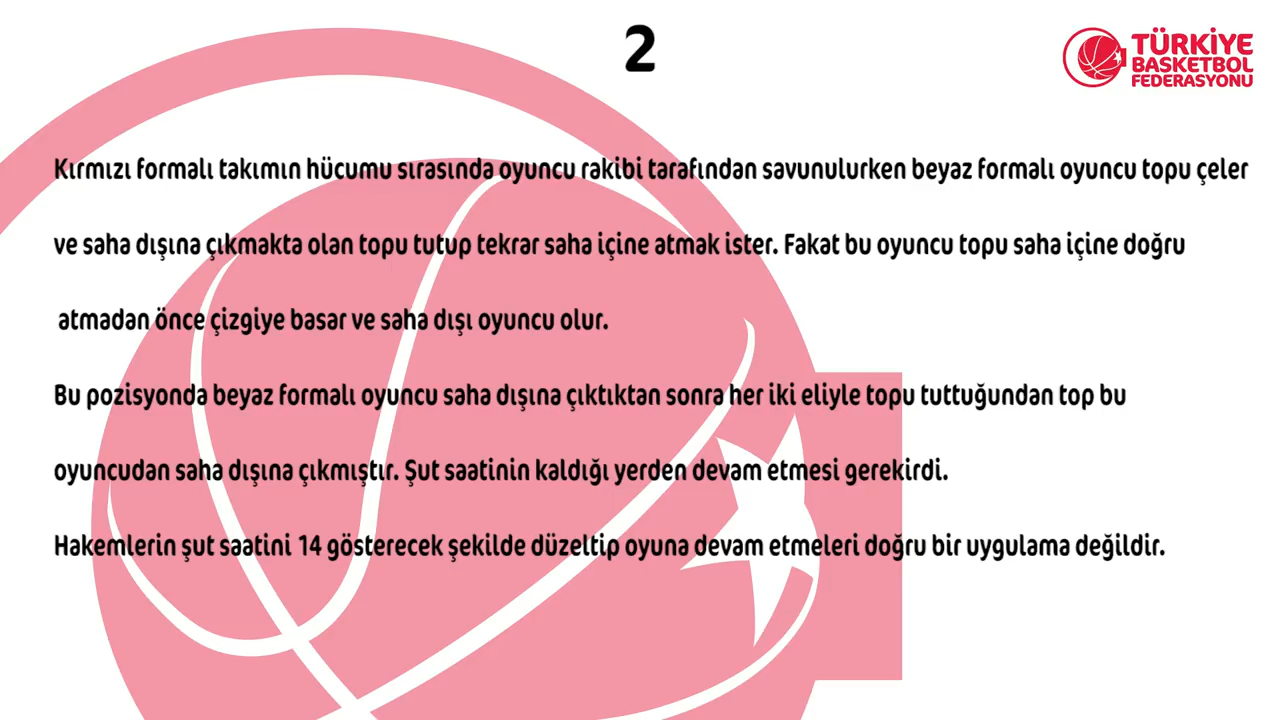 2
TÜRKİYE
BASKETBOL
FEDERASYONU
Kırmızı formalı takımın hücumu sırasında oyuncu rakibi tarafından savunulurken beyaz formalı oyuncu topu çeler
ve saha dışına çıkmakta olan topu tutup tekrar saha içine atmak ister. Fakat bu oyuncu topu saha içine doğru
atmadan önce çizgiye basar ve saha dışı oyuncu olur.
Bu pozisyonda beyaz formalı oyuncu saha dışına çıktıktan sonra her iki eliyle topu tuttuğundan top bu
oyuncudan saha dışına çıkmıştır. Şut saatinin kaldığı yerden devam etmesi gerekirdi.
Hakemlerin şut saatini 14 gösterecek şekilde düzeltip oyuna devam etmeleri doğru bir uygulama değildir.